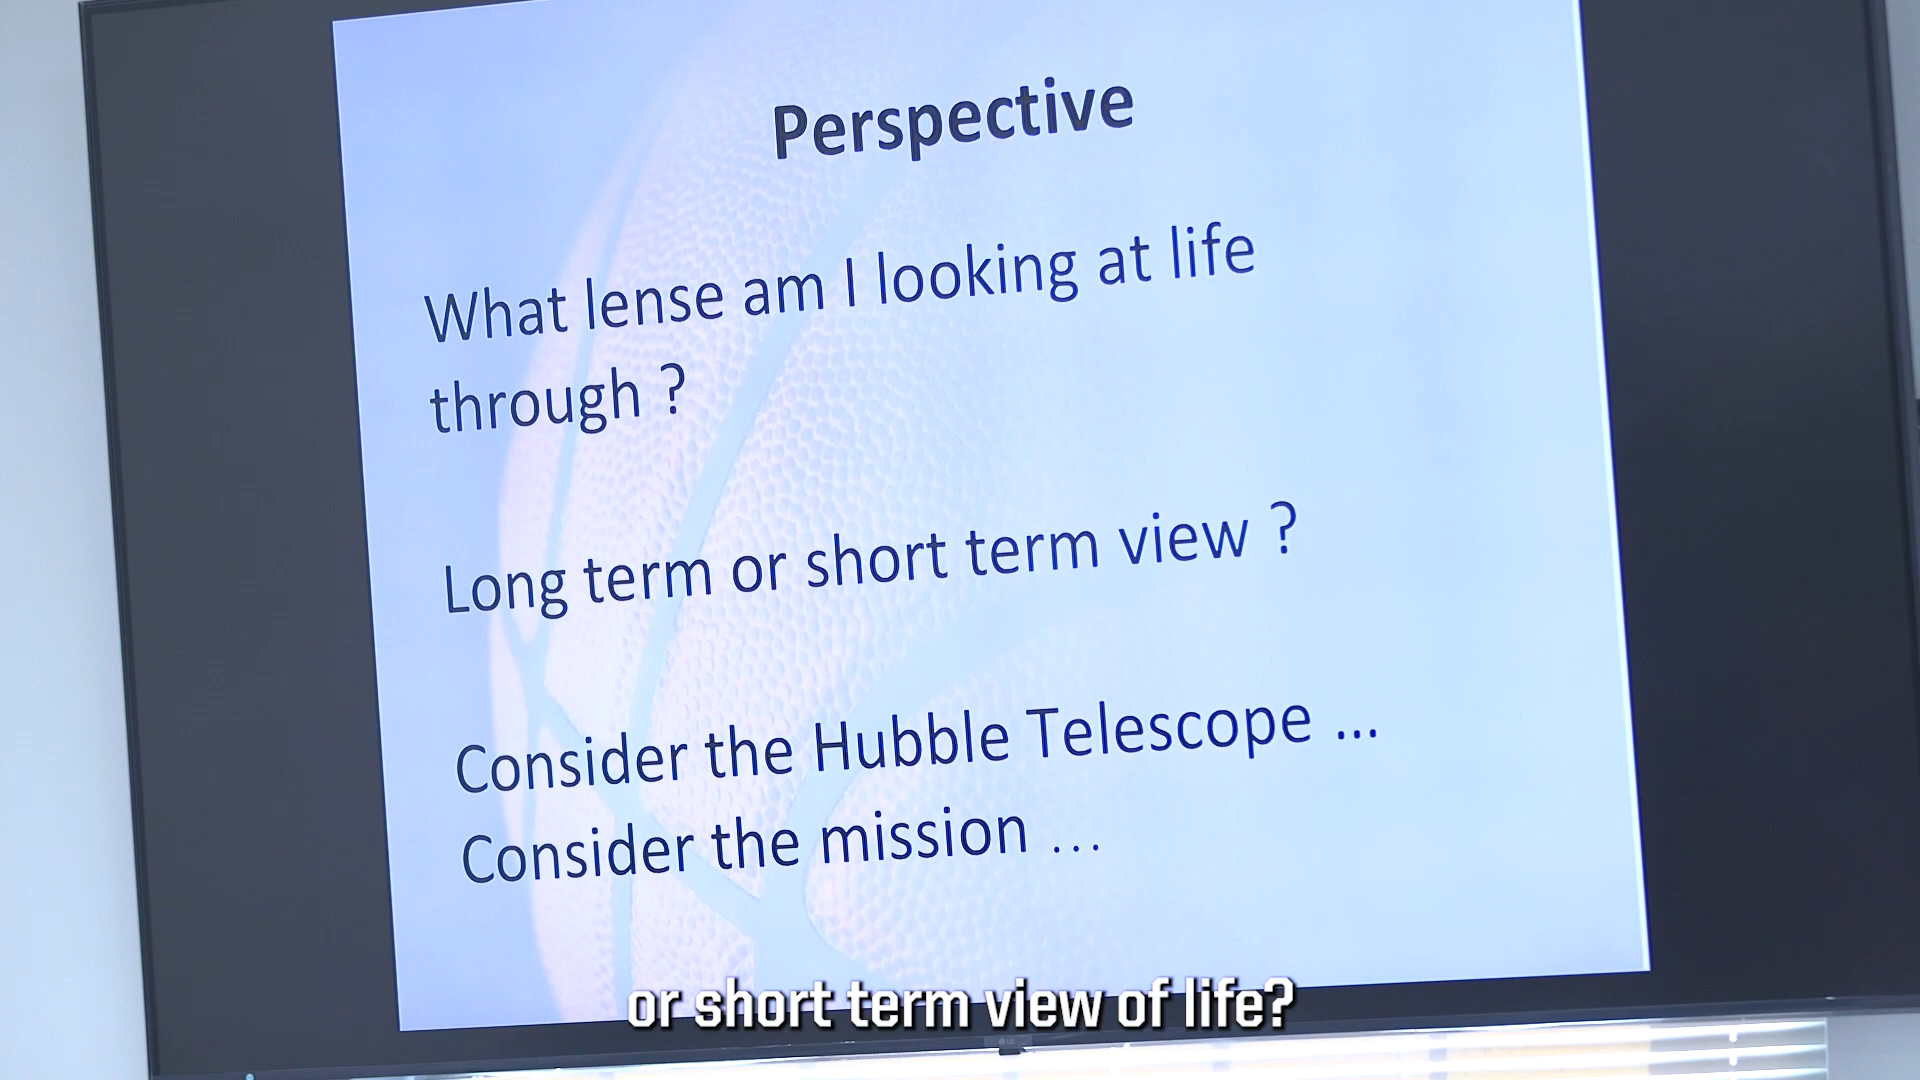 Perspective
What lense am I looking at life
through ?
Long term or short term view ?
Consider the Hubble Telescope ...
Consider the mission ...
or short term view of life?